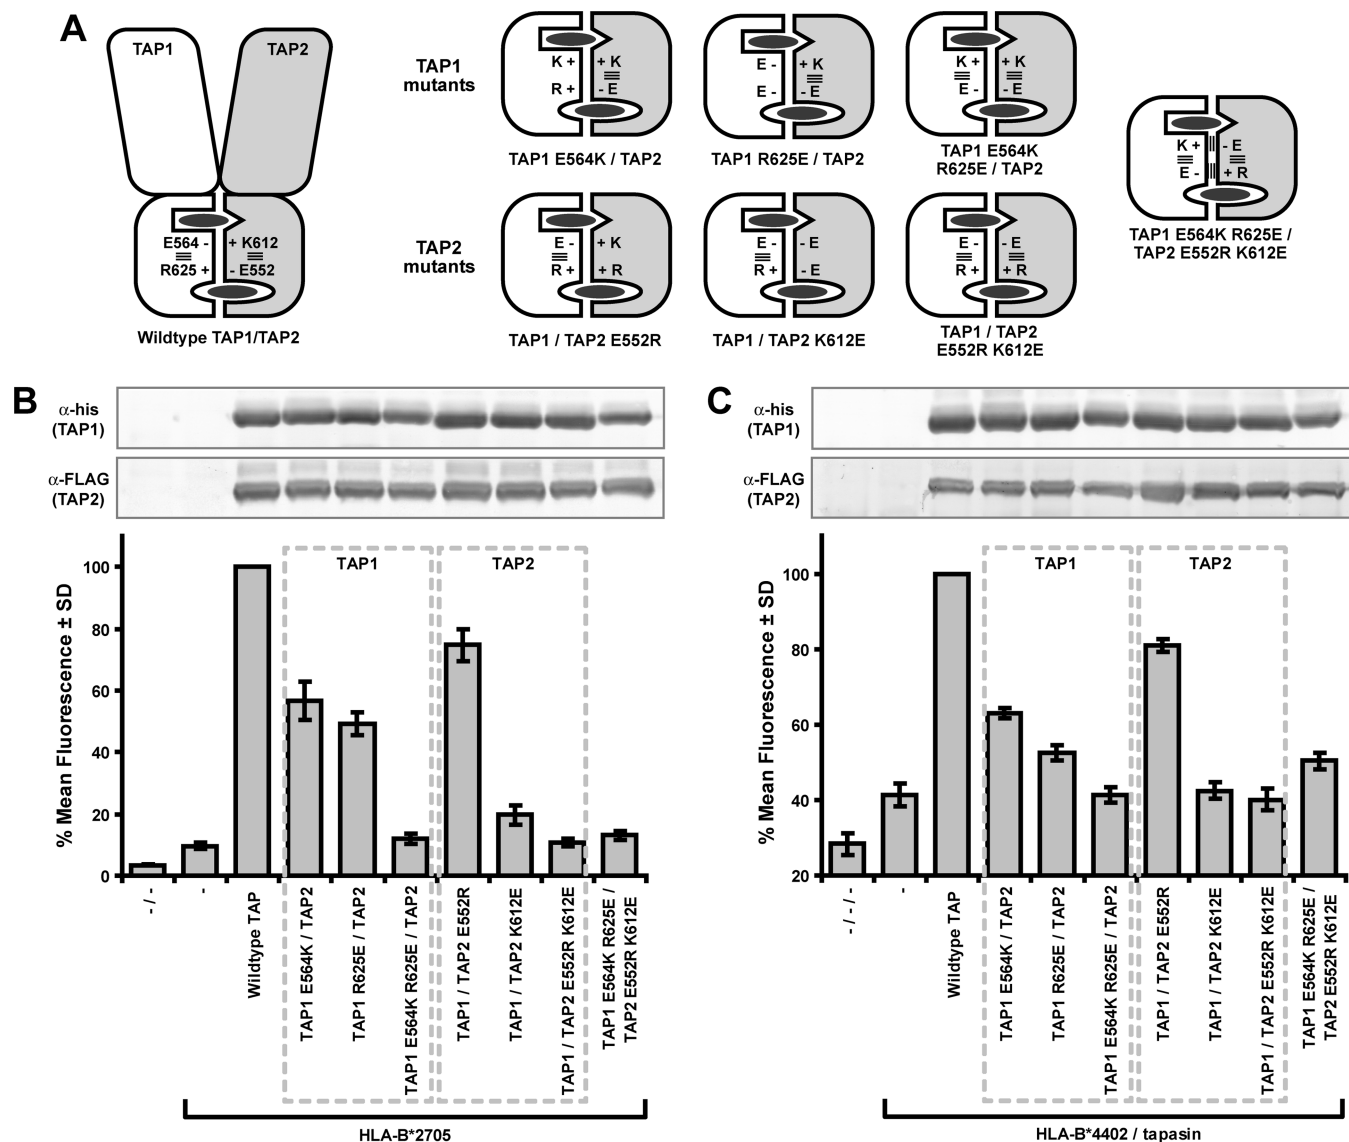 A
TAP1
TAP2
E564 -
+ K612
R625 +
- E552
Wildtype TAP1/TAP2
TAP1
mutants
K +
+ K
R +
- E
TAP1 E564K / TAP2
E -
+ K
E -
- E
TAP1 R625E / TAP2
K +
+ K
E -
- E
TAP1 E564K
R625E / TAP2
TAP2
mutants
E -
+ K
R +
+ R
TAP1 / TAP2 E552R
E -
- E
R +
- E
TAP1 / TAP2 K612E
E -
- E
R +
+ R
TAP1 / TAP2
E552R K612E
K +
- E
E -
+ R
TAP1 E564K R625E /
TAP2 E552R K612E
B
α-his
(TAP1)
α-FLAG
(TAP2)
% Mean Fluorescence ± SD
100
80
60
40
20
0
TAP1
TAP2
- / -
-
Wildtype TAP
TAP1 E564K / TAP2
TAP1 R625E / TAP2
TAP1 E564K R625E / TAP2
TAP1 / TAP2 E552R
TAP1 / TAP2 K612E
TAP1 / TAP2 E552R K612E
TAP1 E564K R625E /
TAP2 E552R K612E
HLA-B*2705
C
α-his
(TAP1)
α-FLAG
(TAP2)
% Mean Fluorescence ± SD
100
80
60
40
20
TAP1
TAP2
- / - / -
-
Wildtype TAP
TAP1 E564K / TAP2
TAP1 R625E / TAP2
TAP1 E564K R625E / TAP2
TAP1 / TAP2 E552R
TAP1 / TAP2 K612E
TAP1 / TAP2 E552R K612E
TAP1 E564K R625E /
TAP2 E552R K612E
HLA-B*4402 / tapasin